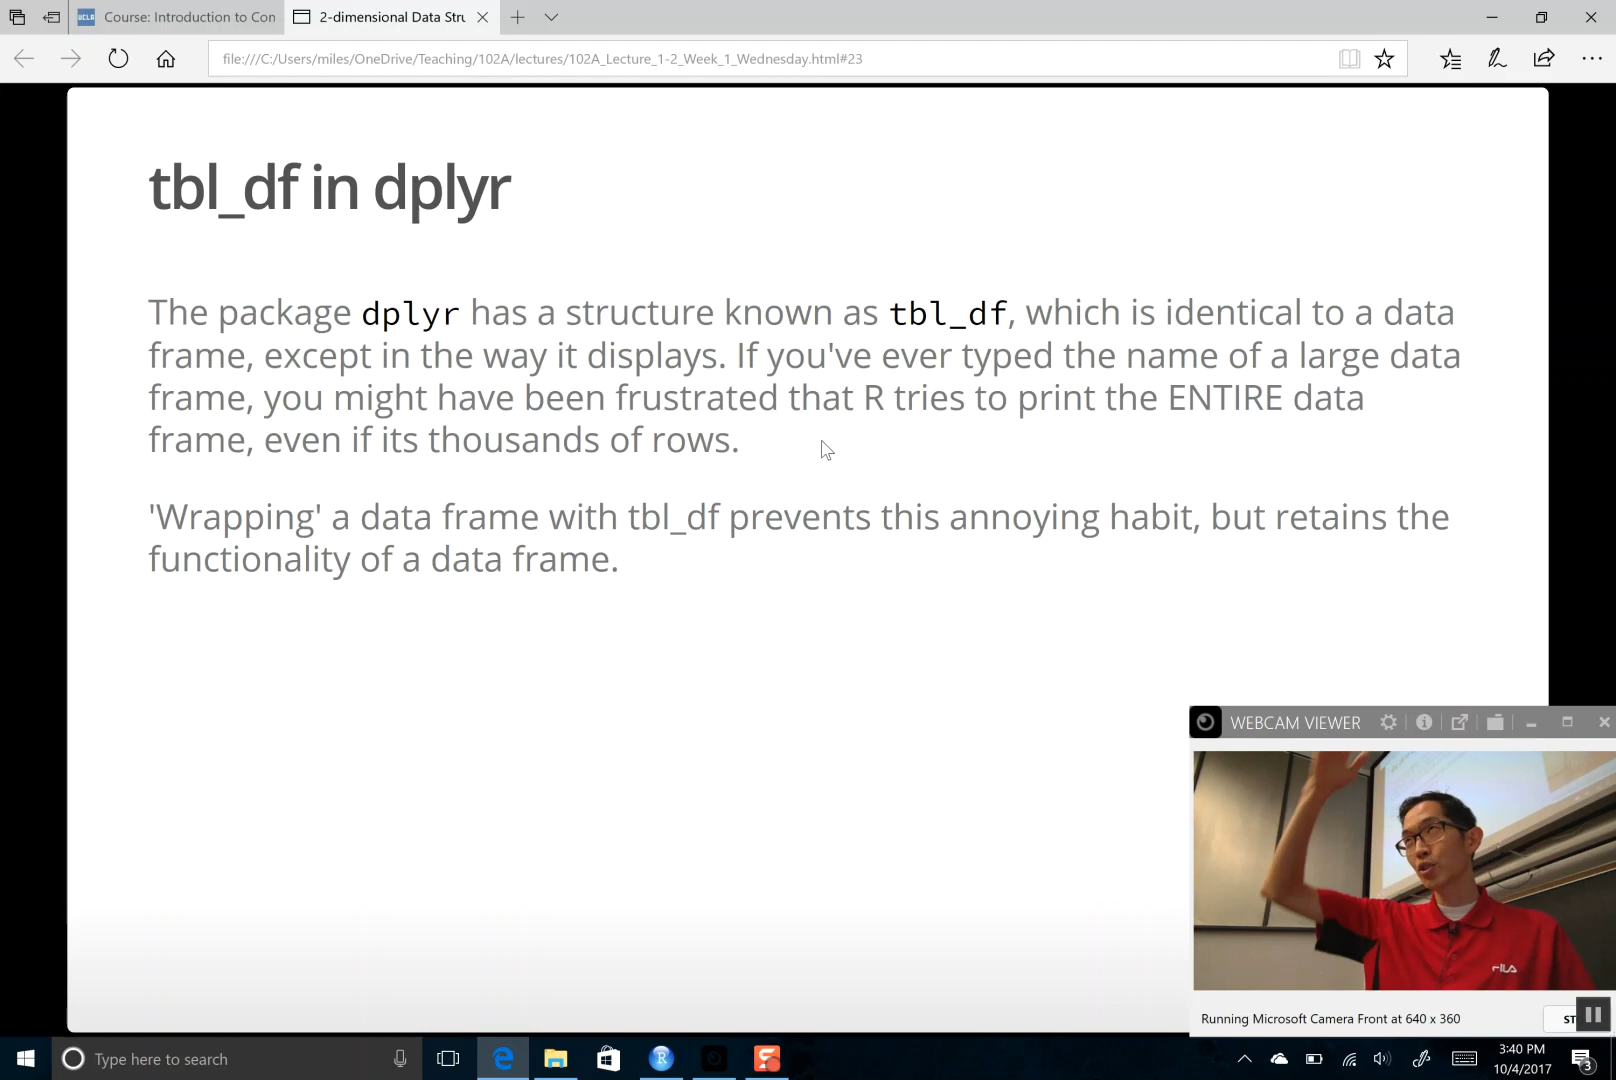 Course: Introduction to Con
2-dimensional Data Stru
file:///C:/Users/miles/OneDrive/Teaching/102A/lectures/102A_Lecture_1-2_Week_1_Wednesday.html#23
tbl_df in dplyr
The package dplyr has a structure known as tbl_df, which is identical to a data
frame, except in the way it displays. If you've ever typed the name of a large data
frame, you might have been frustrated that R tries to print the ENTIRE data
frame, even if its thousands of rows.
'Wrapping' a data frame with tbl_df prevents this annoying habit, but retains the
functionality of a data frame.
WEBCAM VIEWER
FILA
Running Microsoft Camera Front at 640 x 360
ST
Type here to search
3:40 PM
10/4/2017
3
UCLA
R